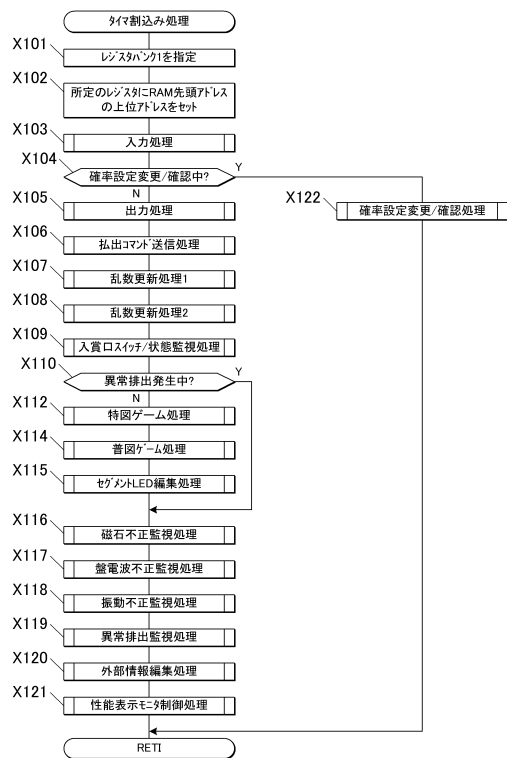 タイマ割込み処理
X101
レジスタバンク1を指定
X102
所定のレジスタにRAM先頭アドレス
の上位アドレスをセット
X103
入力処理
X104
確率設定変更/確認中?
Y
N
X105
出力処理
X122
確率設定変更/確認処理
X106
払出コマンド送信処理
X107
乱数更新処理1
X108
乱数更新処理2
X109
入賞口スイッチ/状態監視処理
X110
異常排出発生中?
Y
N
X112
特図ゲーム処理
X114
普図ゲーム処理
X115
セグメントLED編集処理
X116
磁石不正監視処理
X117
盤電波不正監視処理
X118
振動不正監視処理
X119
異常排出監視処理
X120
外部情報編集処理
X121
性能表示モニタ制御処理
RETI